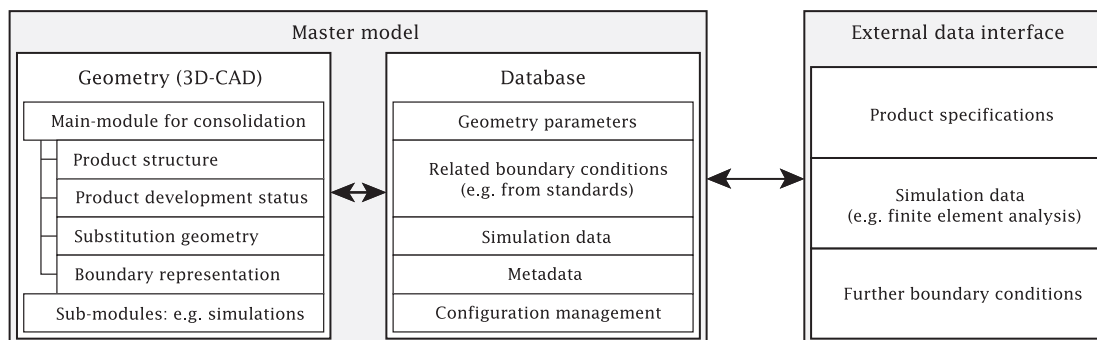 Master model
Geometry (3D-CAD)
Main-module for consolidation
Product structure
Product development status
Substitution geometry
Boundary representation
Sub-modules: e.g. simulations
Database
Geometry parameters
Related boundary conditions
(e.g. from standards)
Simulation data
Metadata
Configuration management
External data interface
Product specifications
Simulation data
(e.g. finite element analysis)
Further boundary conditions